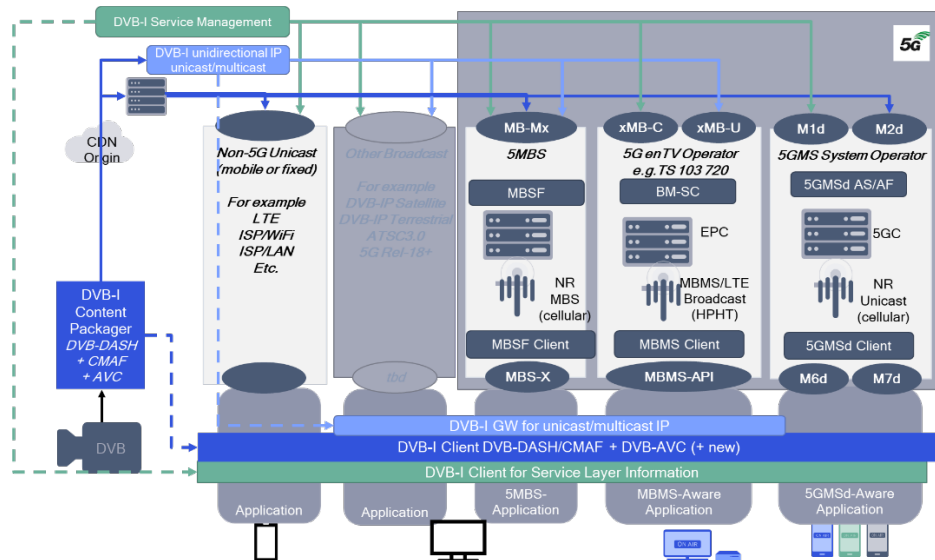 DVB-I Service Management
5G
DVB-I unidirectional IP
unicast/multicast
CDN
Origin
MB-Mx
xMB-C
xMB-U
M1d
M2d
Non-5G Unicast
(mobile or fixed)
For example
LTE
ISP/WiFi
ISP/LAN
Etc.
Other Broadcast
For example
DVB-IP Satellite
DVB-IP Terrestrial
ATSC3.0
5G Rel-18+
tbd
5MBS
MBSF
NR
MBS
(cellular)
MBSF Client
MBS-X
5G enTV Operator
e.g.TS 103 720
BM-SC
EPC
MBMS/LTE
Broadcast
(HPHT)
MBMS Client
MBMS-API
5GMS System Operator
5GMSd AS/AF
5GC
NR
Unicast
(cellular)
5GMSd Client
M6d
M7d
DVB-I
Content
Packager
DVB-DASH
+ CMAF
+ AVC
DVB
DVB-I GW for unicast/multicast IP
DVB-I Client DVB-DASH/CMAF + DVB-AVC (+ new)
DVB-I Client for Service Layer Information
Application
Application
5MBS-
Application
MBMS-Aware
Application
5GMSd-Aware
Application
ON AIR